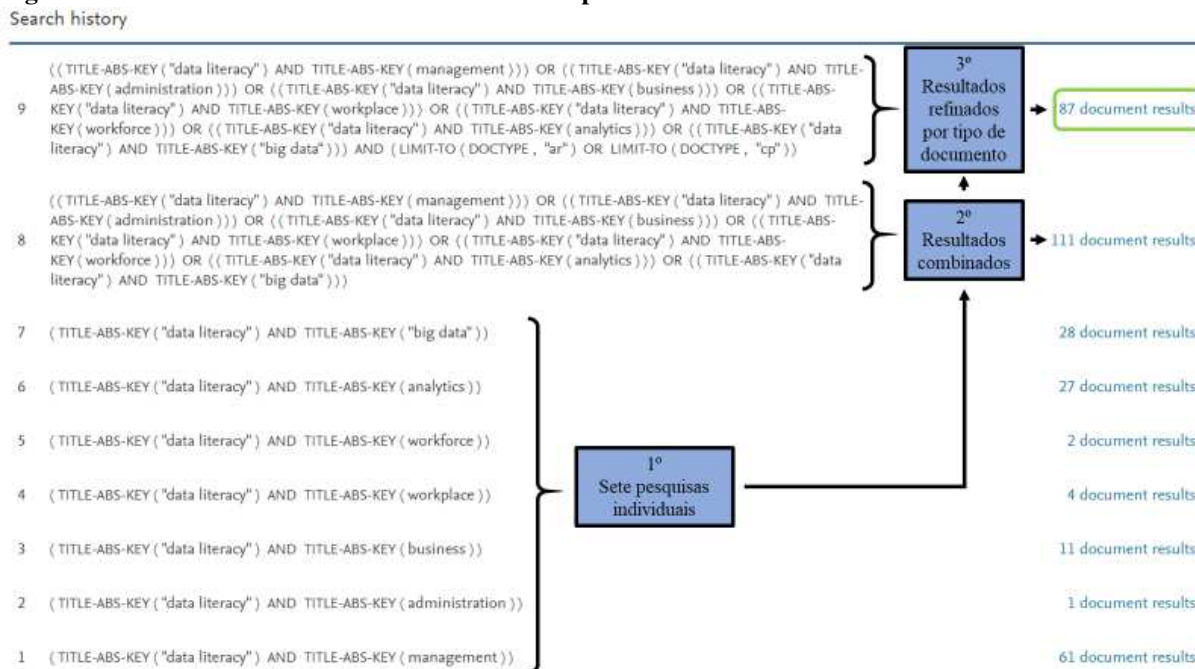 Search history
9
((TITLE-ABS-KEY("data literacy") AND TITLE-ABS-KEY(management))) OR ((TITLE-ABS-KEY("data literacy") AND TITLE-
ABS-KEY(administration))) OR ((TITLE-ABS-KEY("data literacy") AND TITLE-ABS-KEY(business))) OR ((TITLE-ABS-
KEY("data literacy") AND TITLE-ABS-KEY(workplace))) OR ((TITLE-ABS-KEY("data literacy") AND TITLE-ABS-
KEY(workforce))) OR ((TITLE-ABS-KEY("data literacy") AND TITLE-ABS-KEY(analytics))) OR ((TITLE-ABS-KEY("data
literacy") AND TITLE-ABS-KEY("big data"))) AND (LIMIT-TO(DOCTYPE, "ar") OR LIMIT-TO(DOCTYPE, "cp"))
3º
Resultados
refinados
por tipo de
documento
87 document results
8
((TITLE-ABS-KEY("data literacy") AND TITLE-ABS-KEY(management))) OR ((TITLE-ABS-KEY("data literacy") AND TITLE-
ABS-KEY(administration))) OR ((TITLE-ABS-KEY("data literacy") AND TITLE-ABS-KEY(business))) OR ((TITLE-ABS-
KEY("data literacy") AND TITLE-ABS-KEY(workplace))) OR ((TITLE-ABS-KEY("data literacy") AND TITLE-ABS-
KEY(workforce))) OR ((TITLE-ABS-KEY("data literacy") AND TITLE-ABS-KEY(analytics))) OR ((TITLE-ABS-KEY("data
literacy") AND TITLE-ABS-KEY("big data")))
2º
Resultados
combinados
111 document results
7 (TITLE-ABS-KEY("data literacy") AND TITLE-ABS-KEY("big data")) 28 document results
6 (TITLE-ABS-KEY("data literacy") AND TITLE-ABS-KEY(analytics)) 27 document results
5 (TITLE-ABS-KEY("data literacy") AND TITLE-ABS-KEY(workforce)) 2 document results
1º
Sete pesquisas
individuais
4 (TITLE-ABS-KEY("data literacy") AND TITLE-ABS-KEY(workplace)) 4 document results
3 (TITLE-ABS-KEY("data literacy") AND TITLE-ABS-KEY(business)) 11 document results
2 (TITLE-ABS-KEY("data literacy") AND TITLE-ABS-KEY(administration)) 1 document results
1 (TITLE-ABS-KEY("data literacy") AND TITLE-ABS-KEY(management)) 61 document results